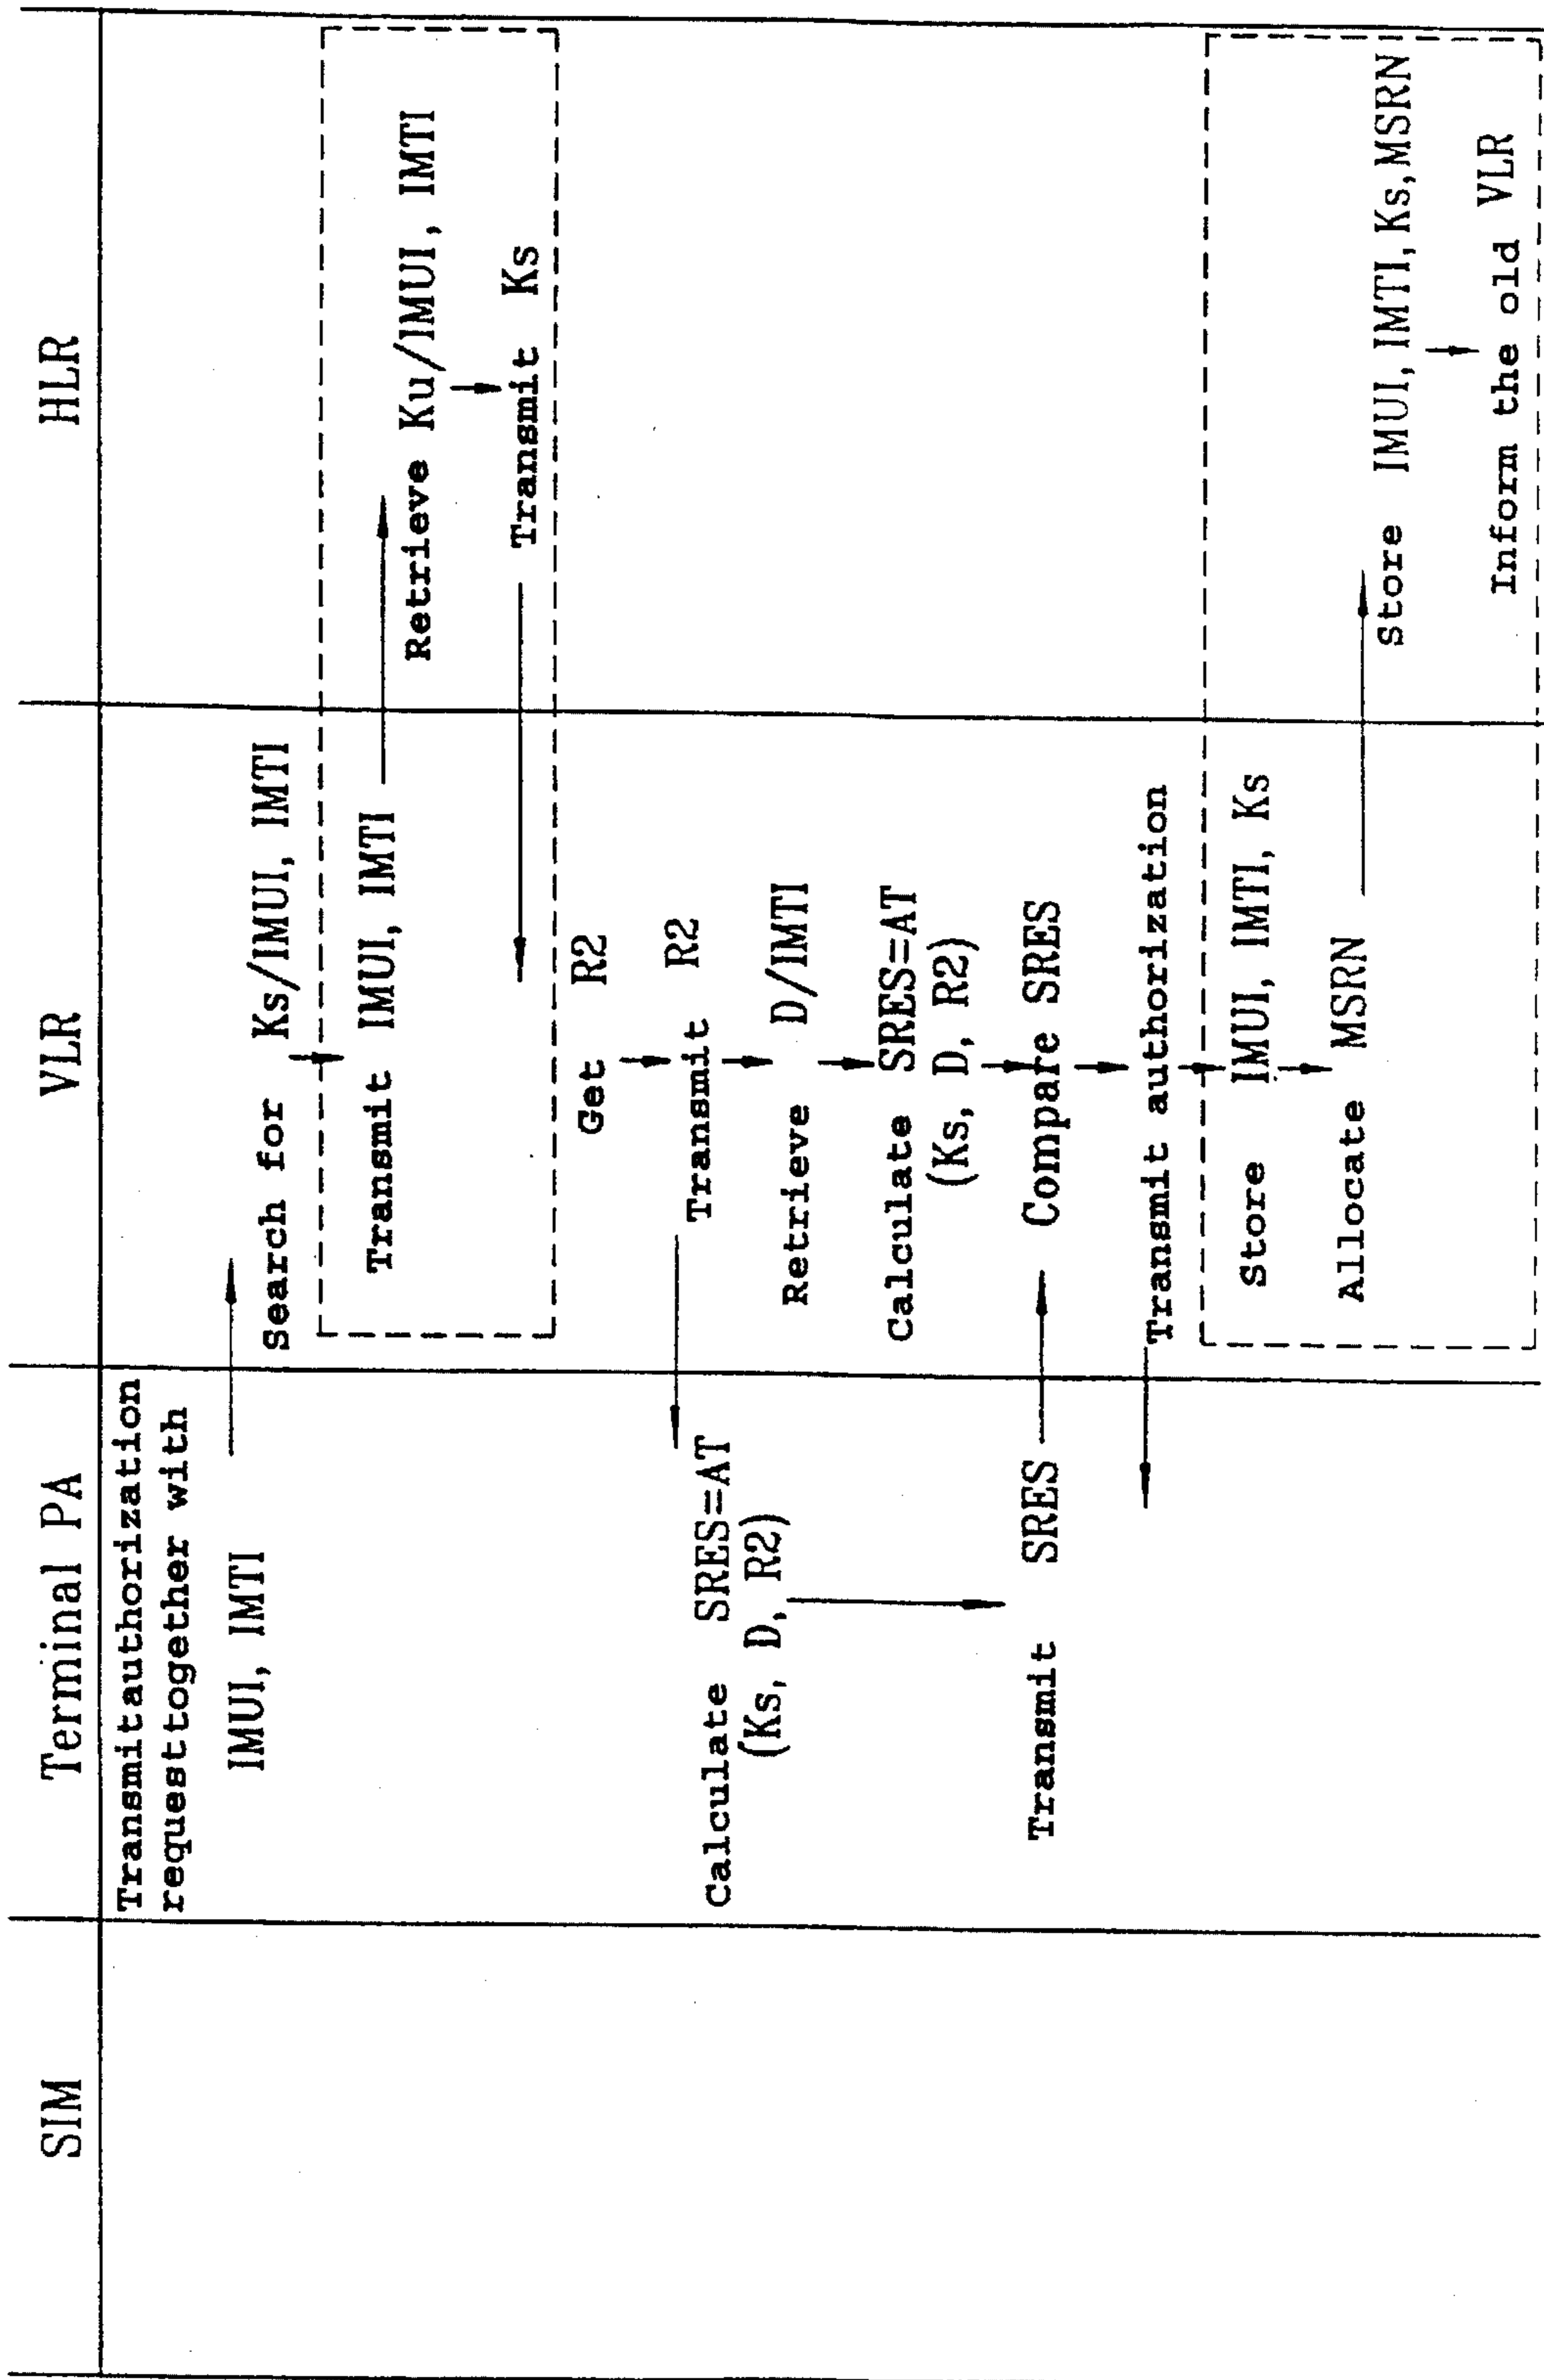 SIM
Terminal PA
VLR
HLR
Transmitauthorization
requesttogether with
IMUI, IMTI
Search for Ks/IMUI, IMTI
Transmit IMUI, IMTI
Retrieve Ku/IMUI, IMTI
Transmit Ks
Get R2
Transmit R2
Calculate SRES=AT
(Ks, D, R2)
Retrieve D/IMTI
Calculate SRES=AT
(Ks, D, R2)
Transmit SRES
Compare SRES
Transmit authorization
Store IMUI, IMTI, Ks
Allocate MSRN
Store IMUI, IMTI, Ks, MSRN
Inform the old VLR